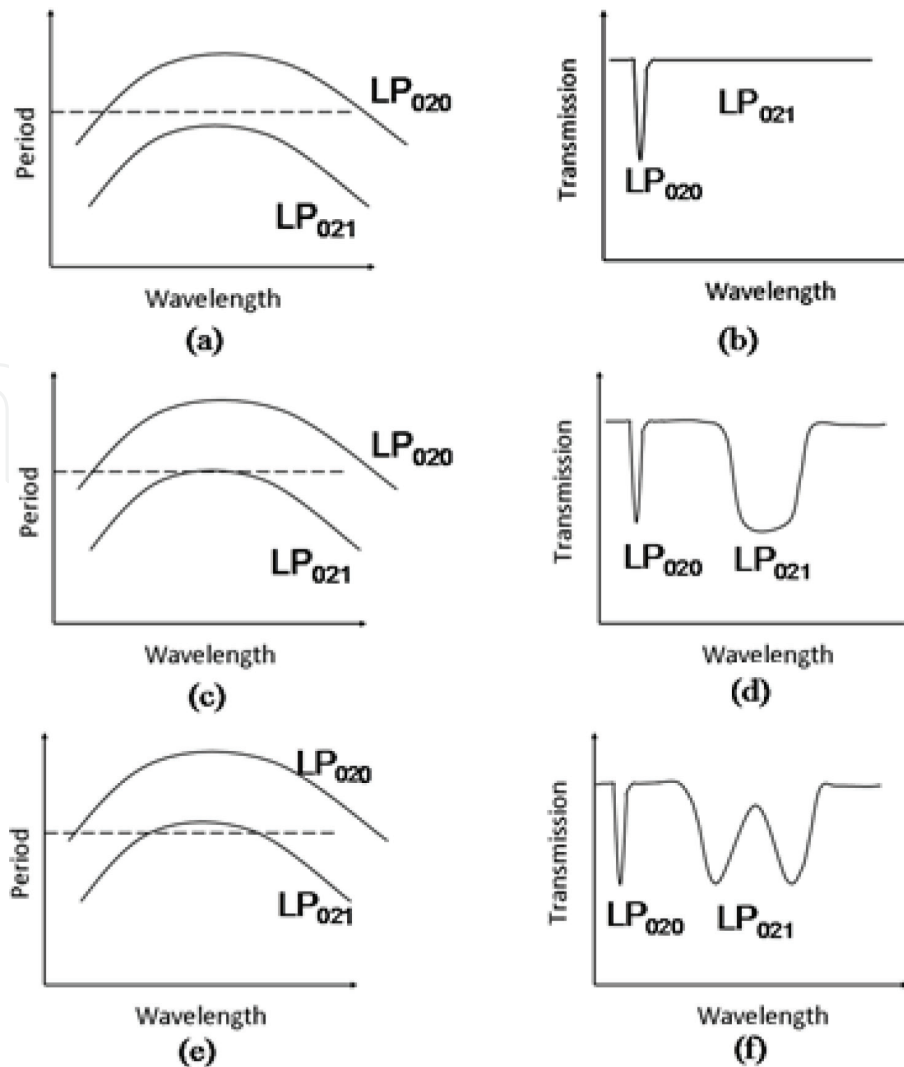 Period
LP020
LP021
Wavelength
(a)
Transmission
LP021
LP020
Wavelength
(b)
Period
LP020
LP021
Wavelength
(c)
Transmission
LP020
LP021
Wavelength
(d)
Period
LP020
LP021
Wavelength
(e)
Transmission
LP020
LP021
Wavelength
(f)